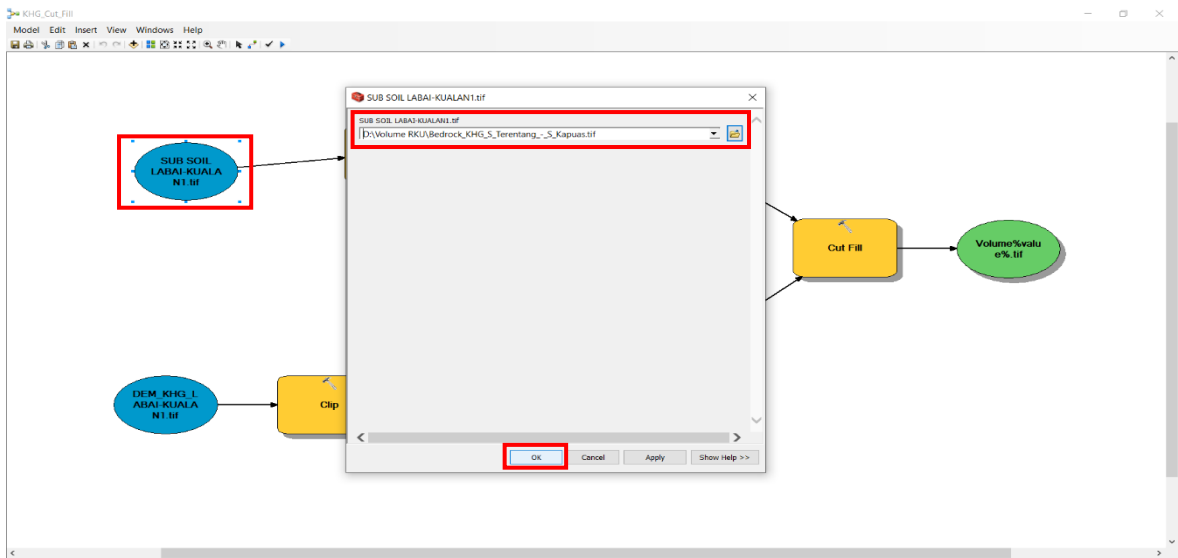 KHG_Cut_Fill
Model Edit Insert View Windows Help
SUB SOIL LABAI-KUALAN1.tif
SUB SOIL LABAI-KUALAN1.tif
D:\Volume RKU\Bedrock_KHG_S_Terentang_-_S_Kapuas.tif
SUB SOIL
LABAI-KUALA
N1.tif
Cut Fill
Volume%valu
e%.tif
DEM_KHG_L
ABAI-KUALA
N1.tif
Clip
OK Cancel Apply Show Help >>